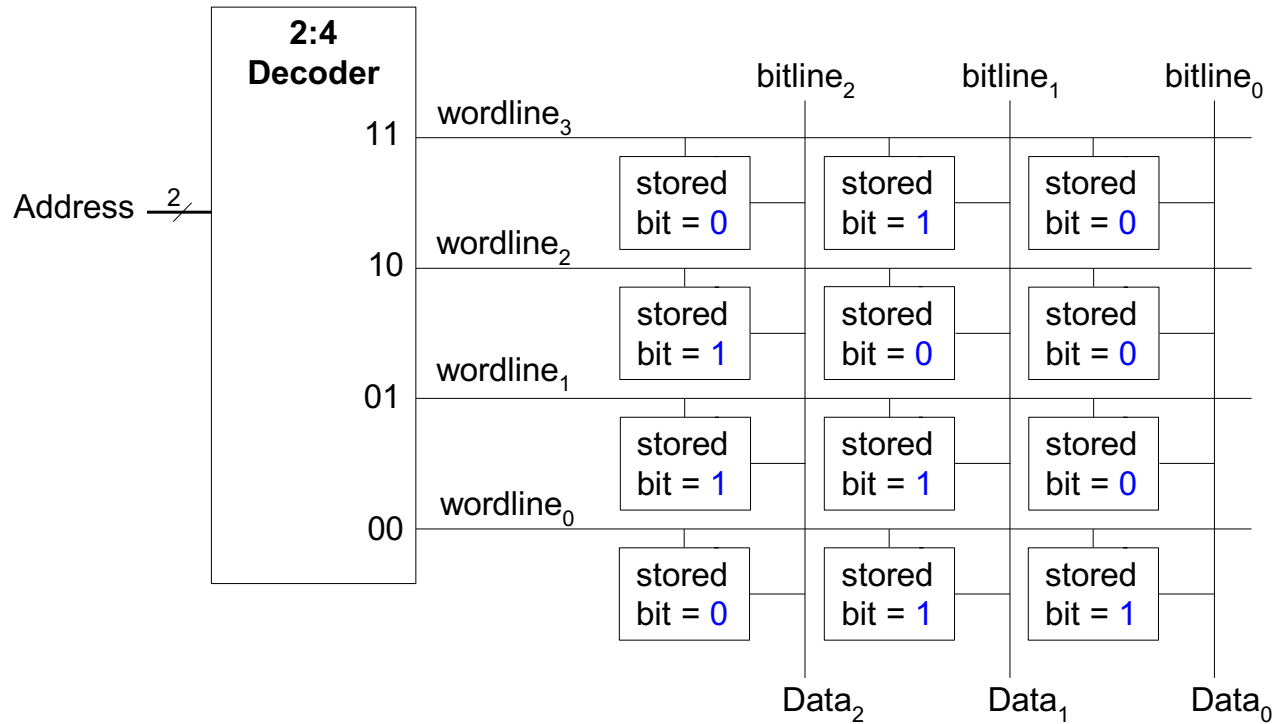 2:4
Decoder
bitline₂ bitline₁ bitline₀
wordline₃
11
stored stored stored
bit = 0 bit = 1 bit = 0
Address 2
wordline₂
10
stored stored stored
bit = 1 bit = 0 bit = 0
wordline₁
01
stored stored stored
bit = 1 bit = 1 bit = 0
wordline₀
00
stored stored stored
bit = 0 bit = 1 bit = 1
Data₂ Data₁ Data₀